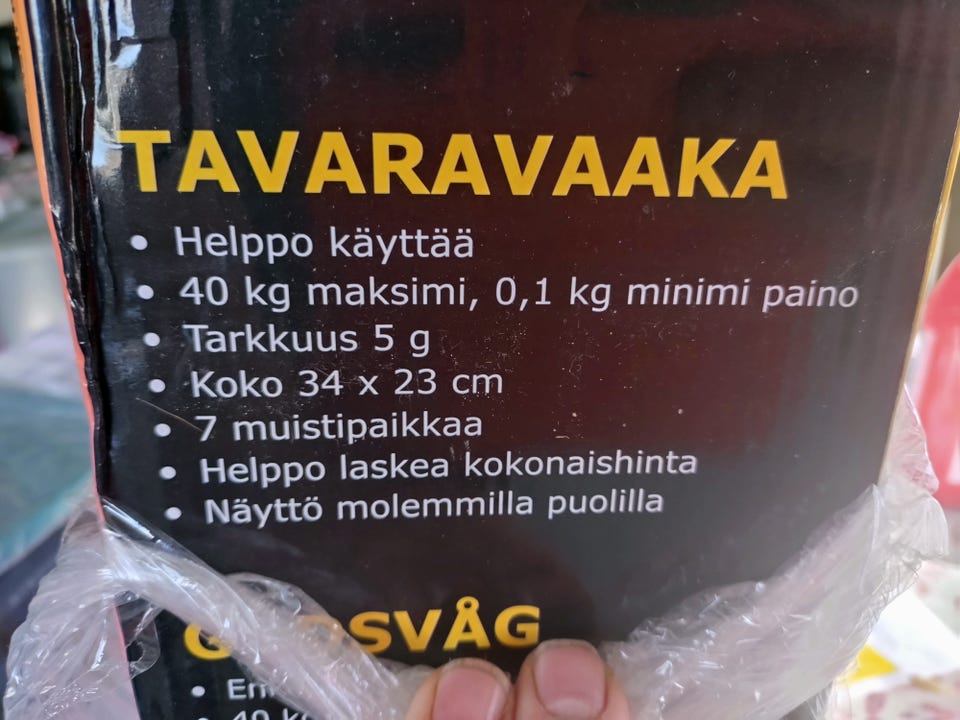 TAVARAVAAKA
• Helppo käyttää
• 40 kg maksimi, 0,1 kg minimi paino
• Tarkkuus 5 g
• Koko 34 x 23 cm
• 7 muistipaikkaa
• Helppo laskea kokonaishinta
• Näyttö molemmilla puolilla
• 40